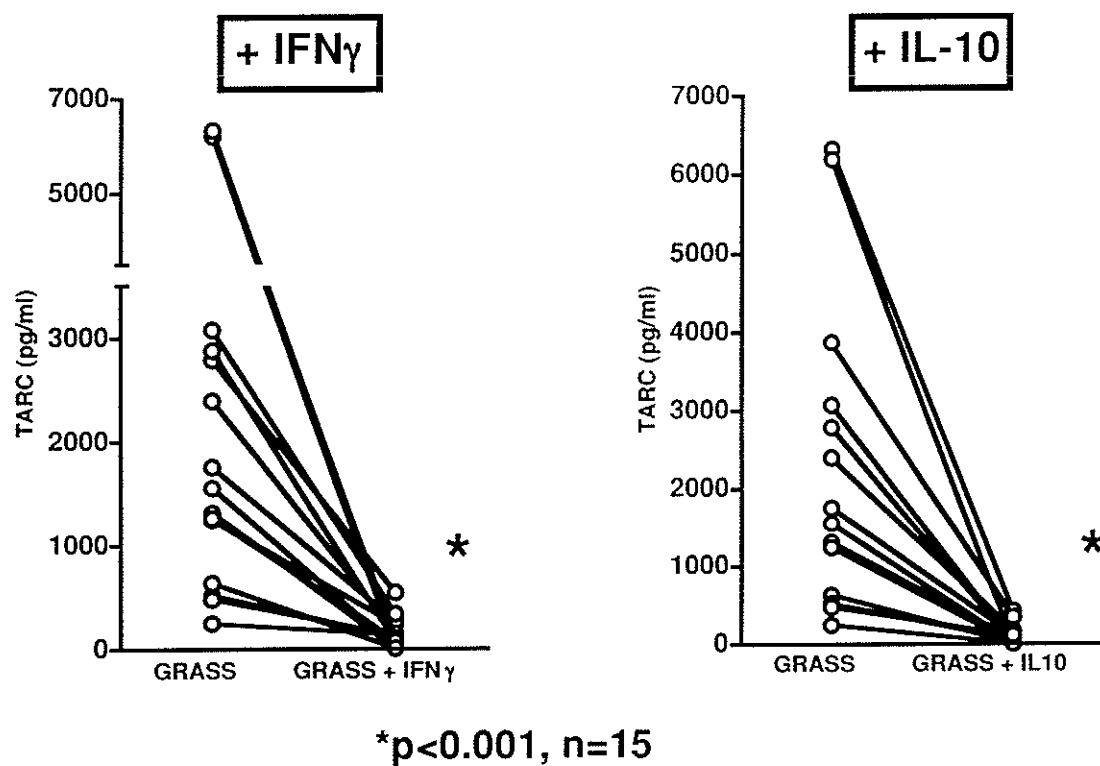 + IFNγ
7000
5000
3000
2000
1000
0
TARC (pg/ml)
*
GRASS
GRASS + IFNγ
+ IL-10
7000
6000
5000
4000
3000
2000
1000
0
TARC (pg/ml)
*
GRASS
GRASS + IL10
*p<0.001, n=15